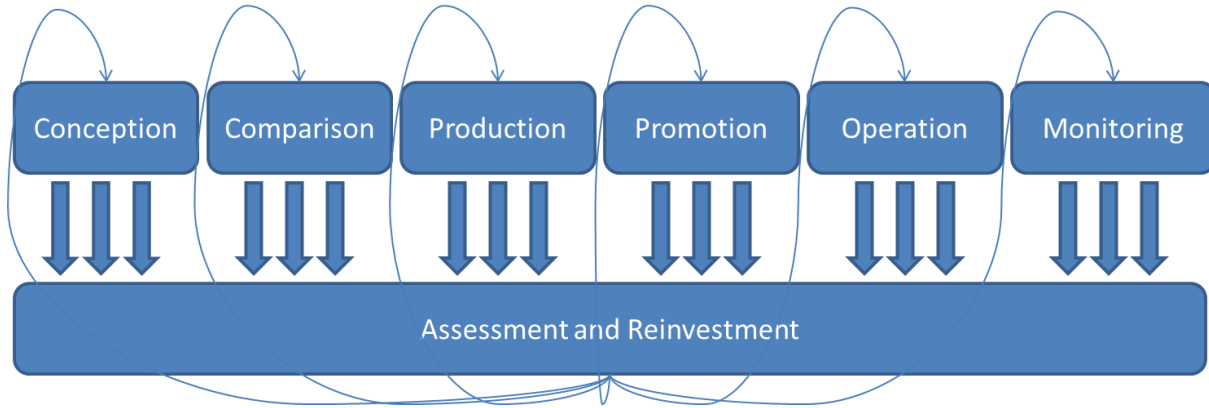 Conception
Comparison
Production
Promotion
Operation
Monitoring
Assessment and Reinvestment